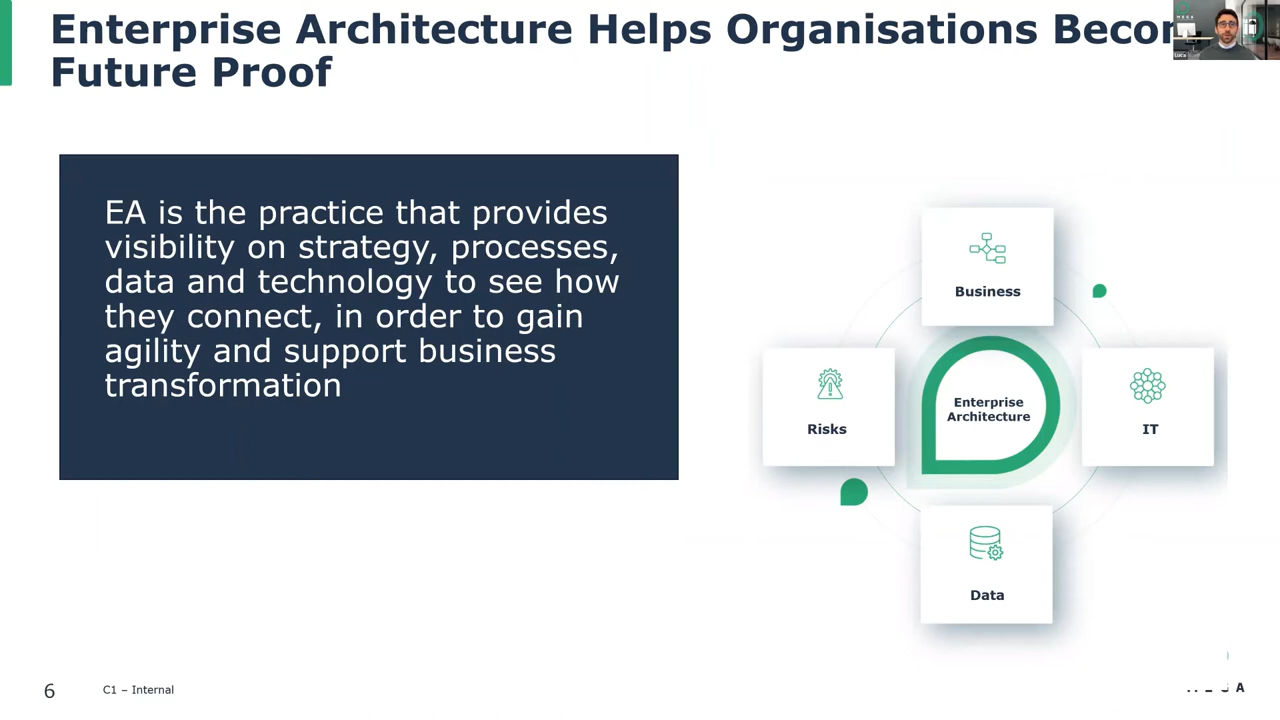 Enterprise Architecture Helps Organisations
Future Proof
EA is the practice that provides
visibility on strategy, processes,
data and technology to see how
they connect, in order to gain
agility and support business
transformation
Business
Risks
Enterprise
Architecture
IT
Data
6
C1 – Internal